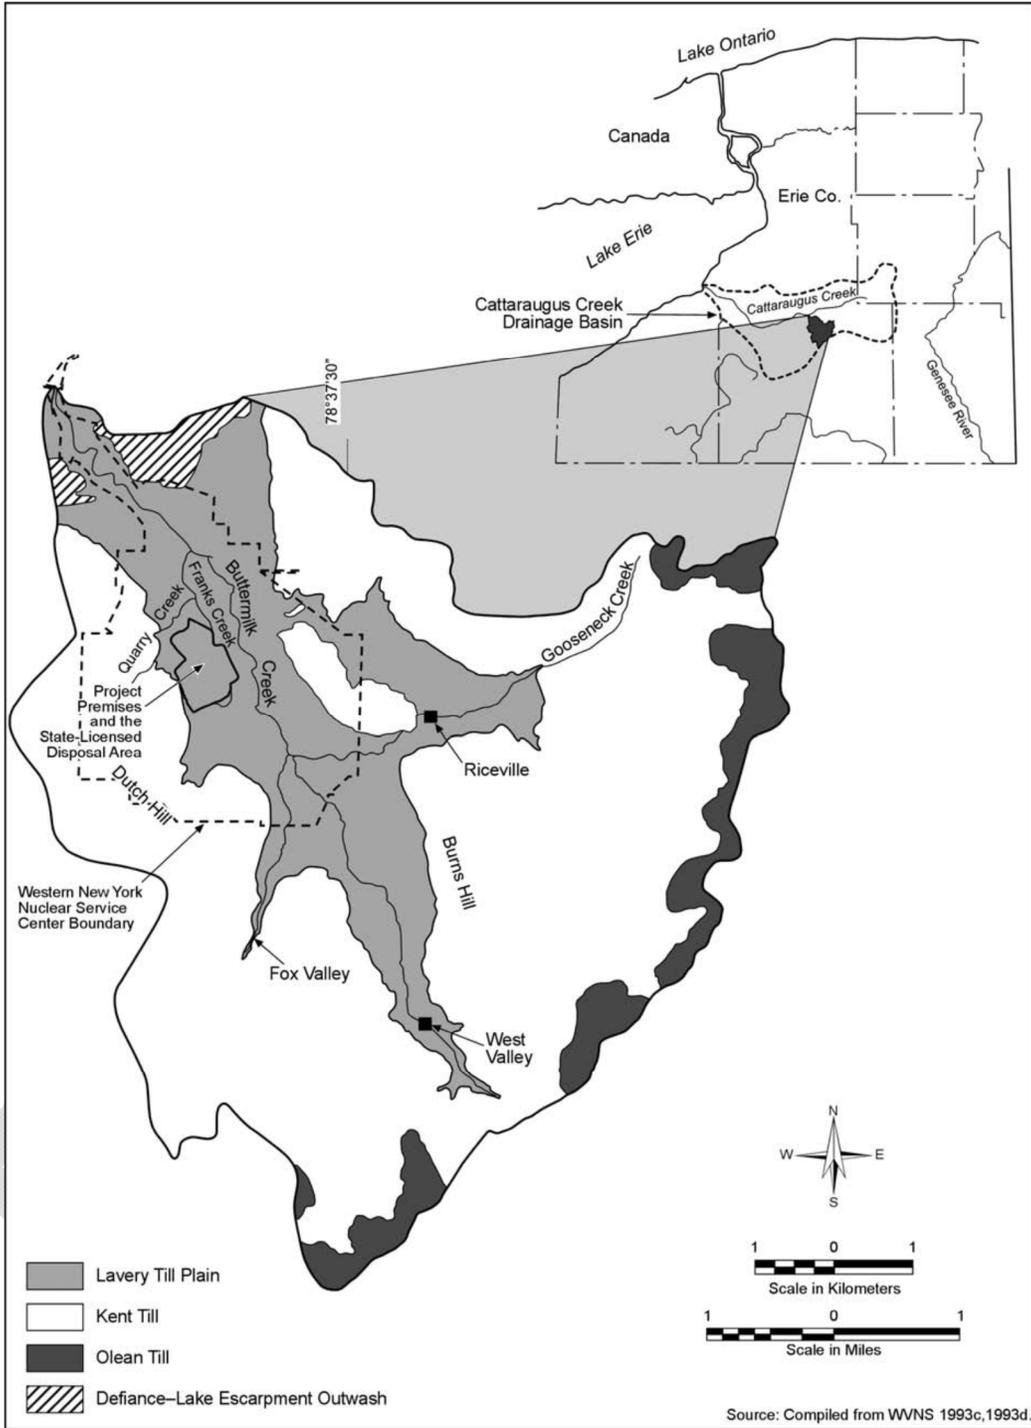 Lake Ontario
Canada
Erie Co.
Lake Erie
Cattaraugus Creek
Drainage Basin
Cattaraugus Creek
Genesee River
78°37'30"
Gooseneck Creek
Buttermilk
Creek
Franks Creek
Quarry Creek
Project
Premises
and the
State-Licensed
Disposal Area
Riceville
Dutch Hill
Burns Hill
Western New York
Nuclear Service
Center Boundary
Fox Valley
West
Valley
N
W E
S
1 0 1
Scale in Kilometers
1 0 1
Scale in Miles
Lavery Till Plain
Kent Till
Olean Till
Defiance–Lake Escarpment Outwash
Source: Compiled from WVNS 1993c,1993d.